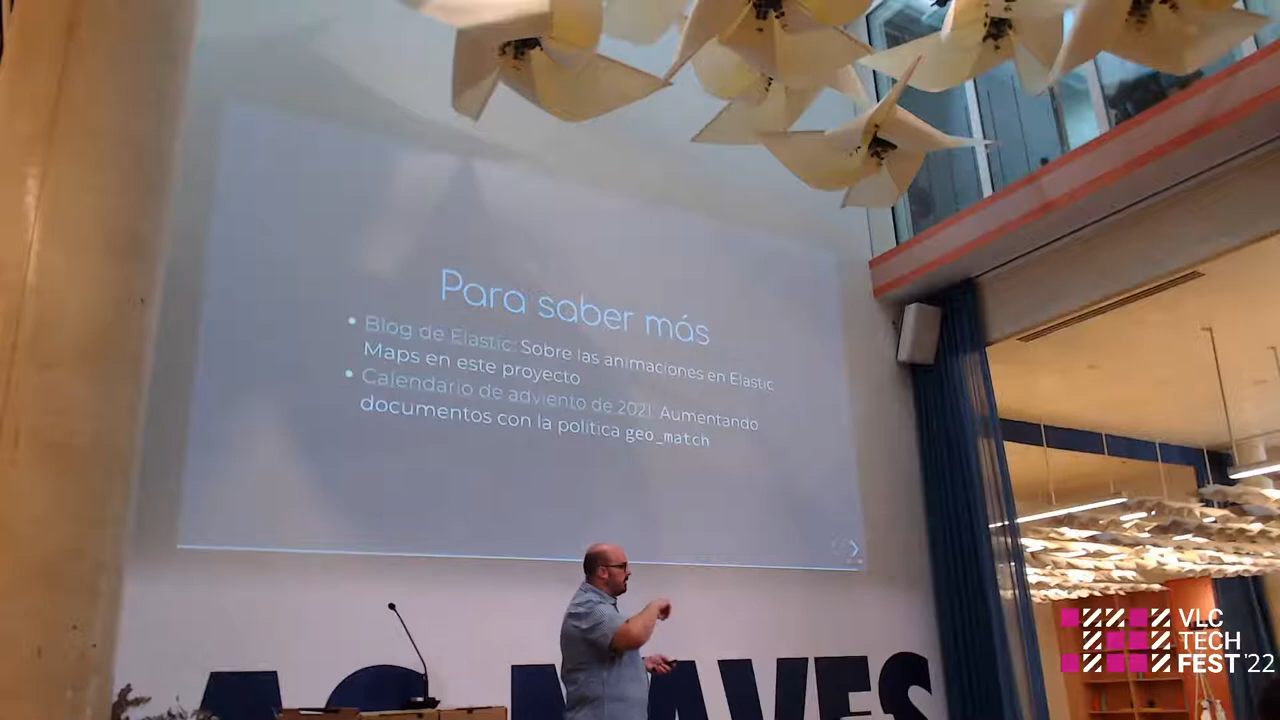 Para saber más
Blog de Elastic: Sobre las animaciones en Elastic
Maps en este proyecto
Calendario de adviento de 2021: Aumentando
documentos con la política geo_match
NAVES
VLC
TECH
FEST '22